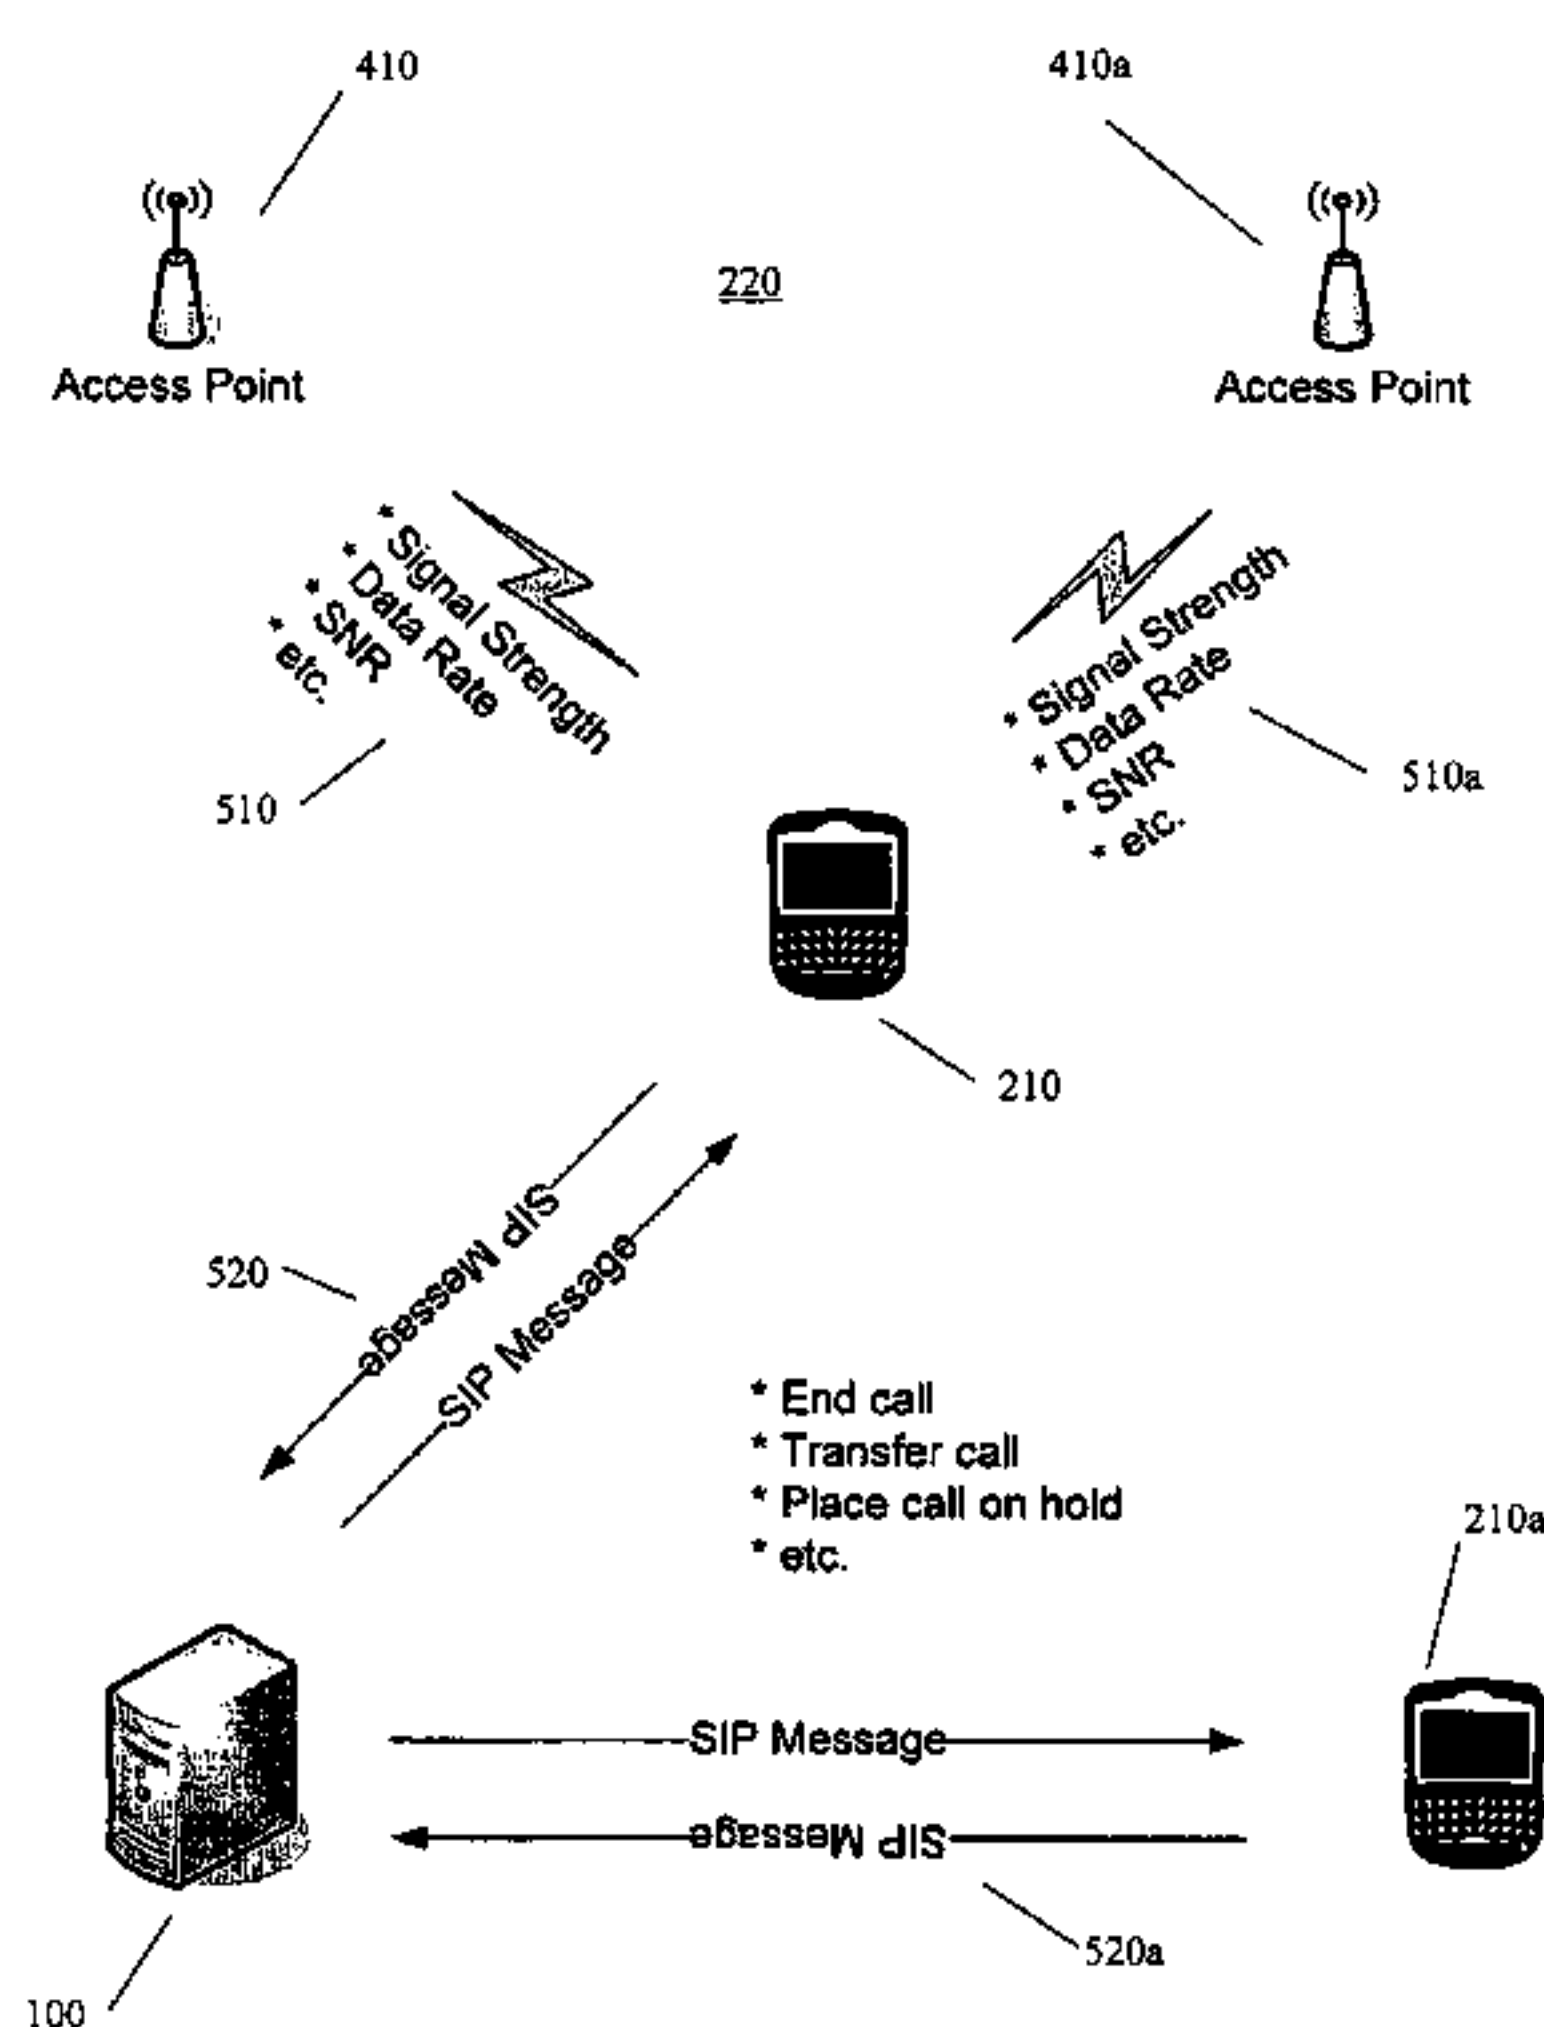 410
410a
220
Access Point
Access Point
* Signal Strength
* Data Rate
* SNR
* etc.
* Signal Strength
* Data Rate
* SNR
* etc.
510
510a
210
SIP Message
520
SIP Message
* End call
* Transfer call
* Place call on hold
* etc.
210a
SIP Message
SIP Message
520a
100